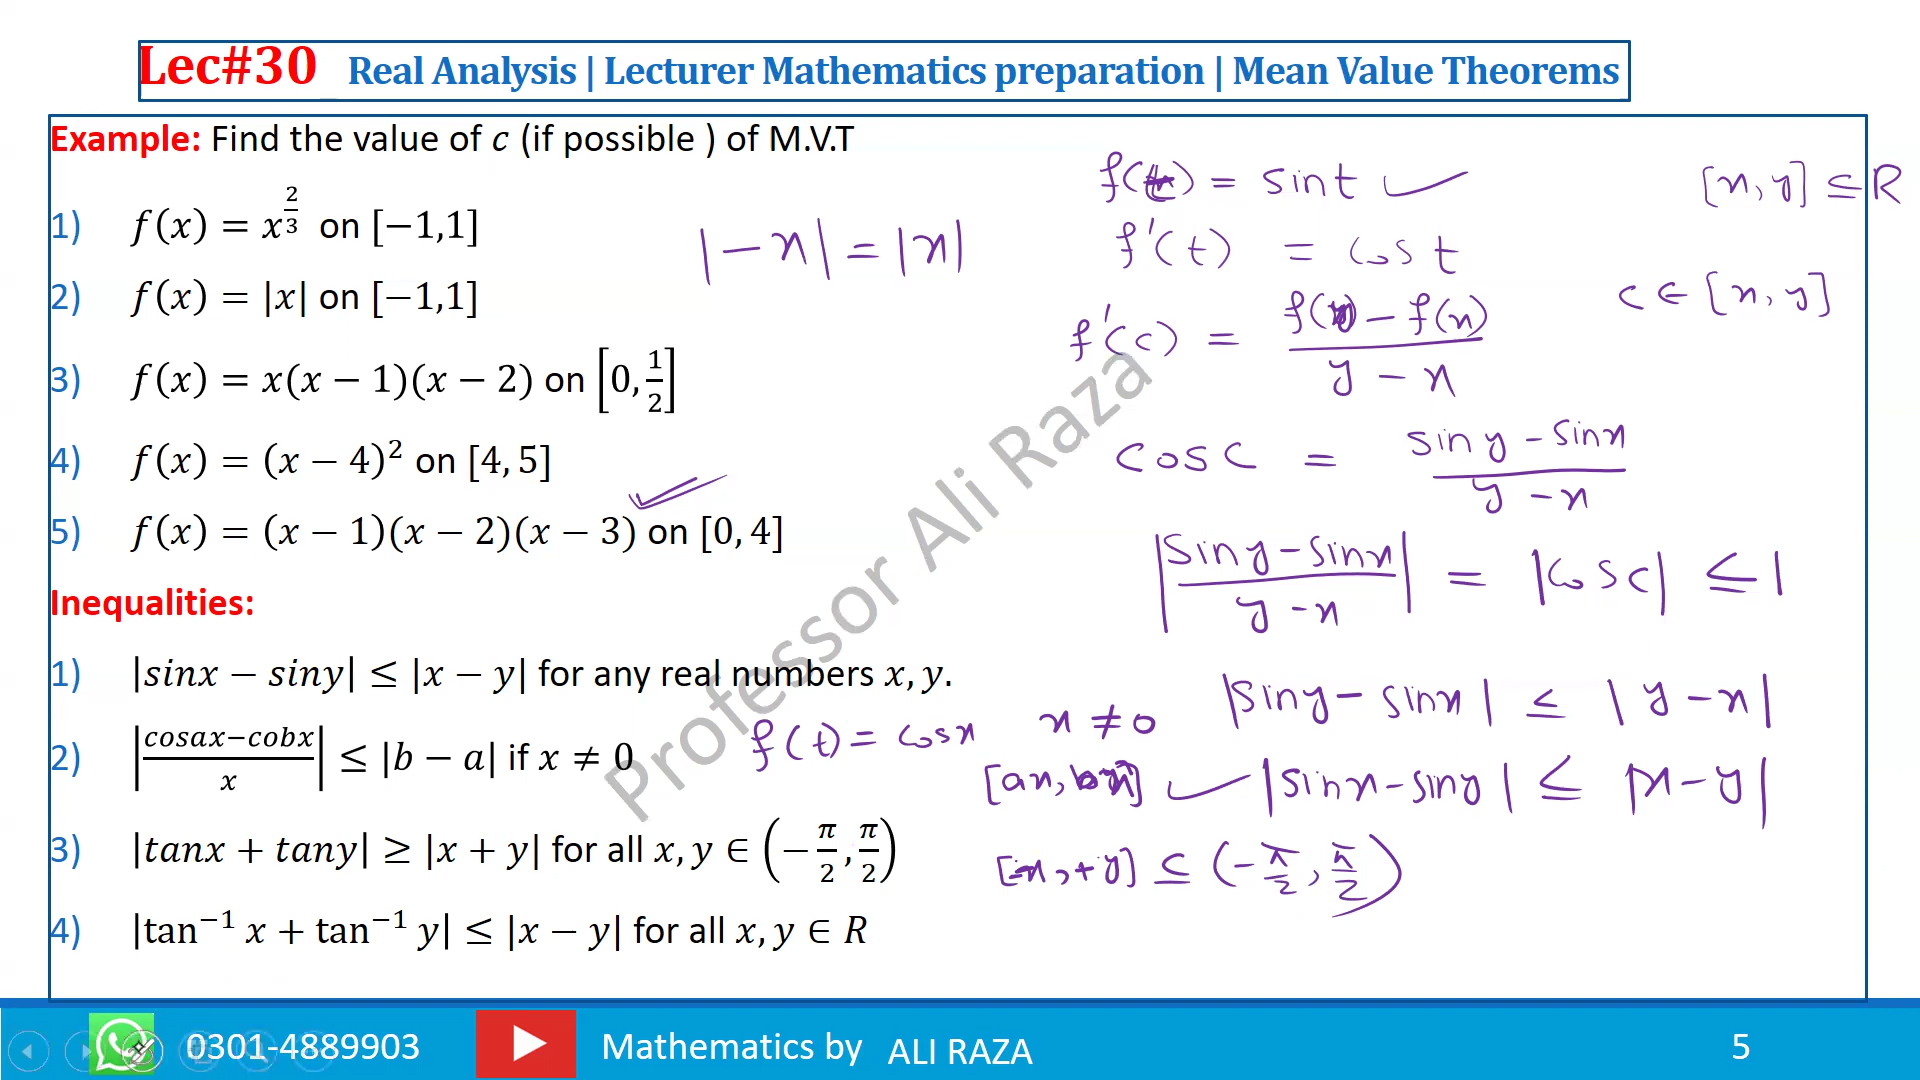 Lec#30 Real Analysis | Lecturer Mathematics preparation | Mean Value Theorems
Example: Find the value of c (if possible ) of M.V.T
1) f(x) = x^(2/3) on [−1,1]
2) f(x) = |x| on [−1,1]
3) f(x) = x(x − 1)(x − 2) on [0, 1/2]
4) f(x) = (x − 4)² on [4, 5]
5) f(x) = (x − 1)(x − 2)(x − 3) on [0, 4]
Inequalities:
1) |sinx − siny| ≤ |x − y| for any real numbers x, y.
2) |(cosax−cobx)/x| ≤ |b − a| if x ≠ 0
3) |tanx + tany| ≥ |x + y| for all x, y ∈ (−π/2, π/2)
4) |tan⁻¹ x + tan⁻¹ y| ≤ |x − y| for all x, y ∈ R
|−x| = |x|
f(t) = sin t
[x, y] ⊆ R
f'(t) = cos t
c ∈ [x, y]
f'(c) = (f(y) − f(x))/(y − x)
cos c = (sin y − sin x)/(y − x)
|(sin y − sin x)/(y − x)| = |cos c| ≤ 1
|sin y − sin x| ≤ |y − x|
f(t) = cos x
x ≠ 0
[ax, bx]
|sin x − sin y| ≤ |x − y|
[−x, +y] ⊆ (−π/2, π/2)
Professor Ali Raza
0301-4889903
Mathematics by ALI RAZA
5